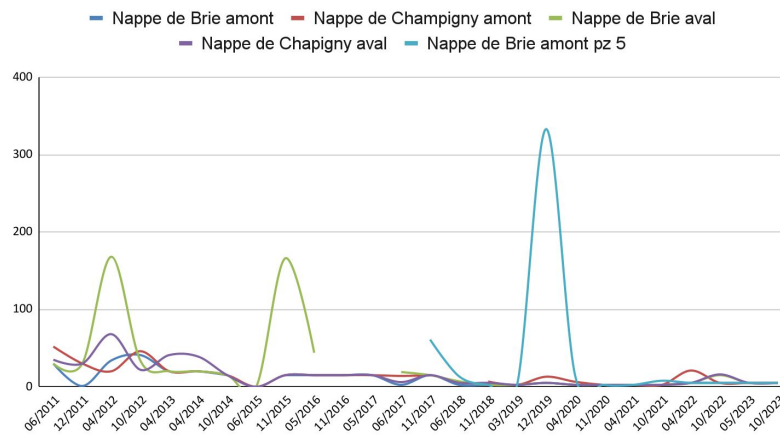 Nappe de Brie amont Nappe de Champigny amont Nappe de Brie aval
Nappe de Chapigny aval Nappe de Brie amont pz 5
400
300
200
100
0
06/2011 12/2011 04/2012 10/2012 04/2013 04/2014 10/2014 06/2015 11/2015 05/2016 11/2016 05/2017 06/2017 11/2017 06/2018 11/2018 03/2019 12/2019 04/2020 11/2020 04/2021 10/2021 04/2022 10/2022 05/2023 10/2023